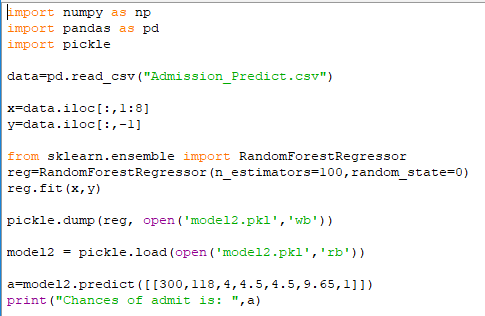 import numpy as np
import pandas as pd
import pickle
data=pd.read_csv("Admission_Predict.csv")
x=data.iloc[:,1:8]
y=data.iloc[:,-1]
from sklearn.ensemble import RandomForestRegressor
reg=RandomForestRegressor(n_estimators=100,random_state=0)
reg.fit(x,y)
pickle.dump(reg, open('model2.pkl','wb'))
model2 = pickle.load(open('model2.pkl','rb'))
a=model2.predict([[300,118,4,4.5,4.5,9.65,1]])
print("Chances of admit is: ",a)